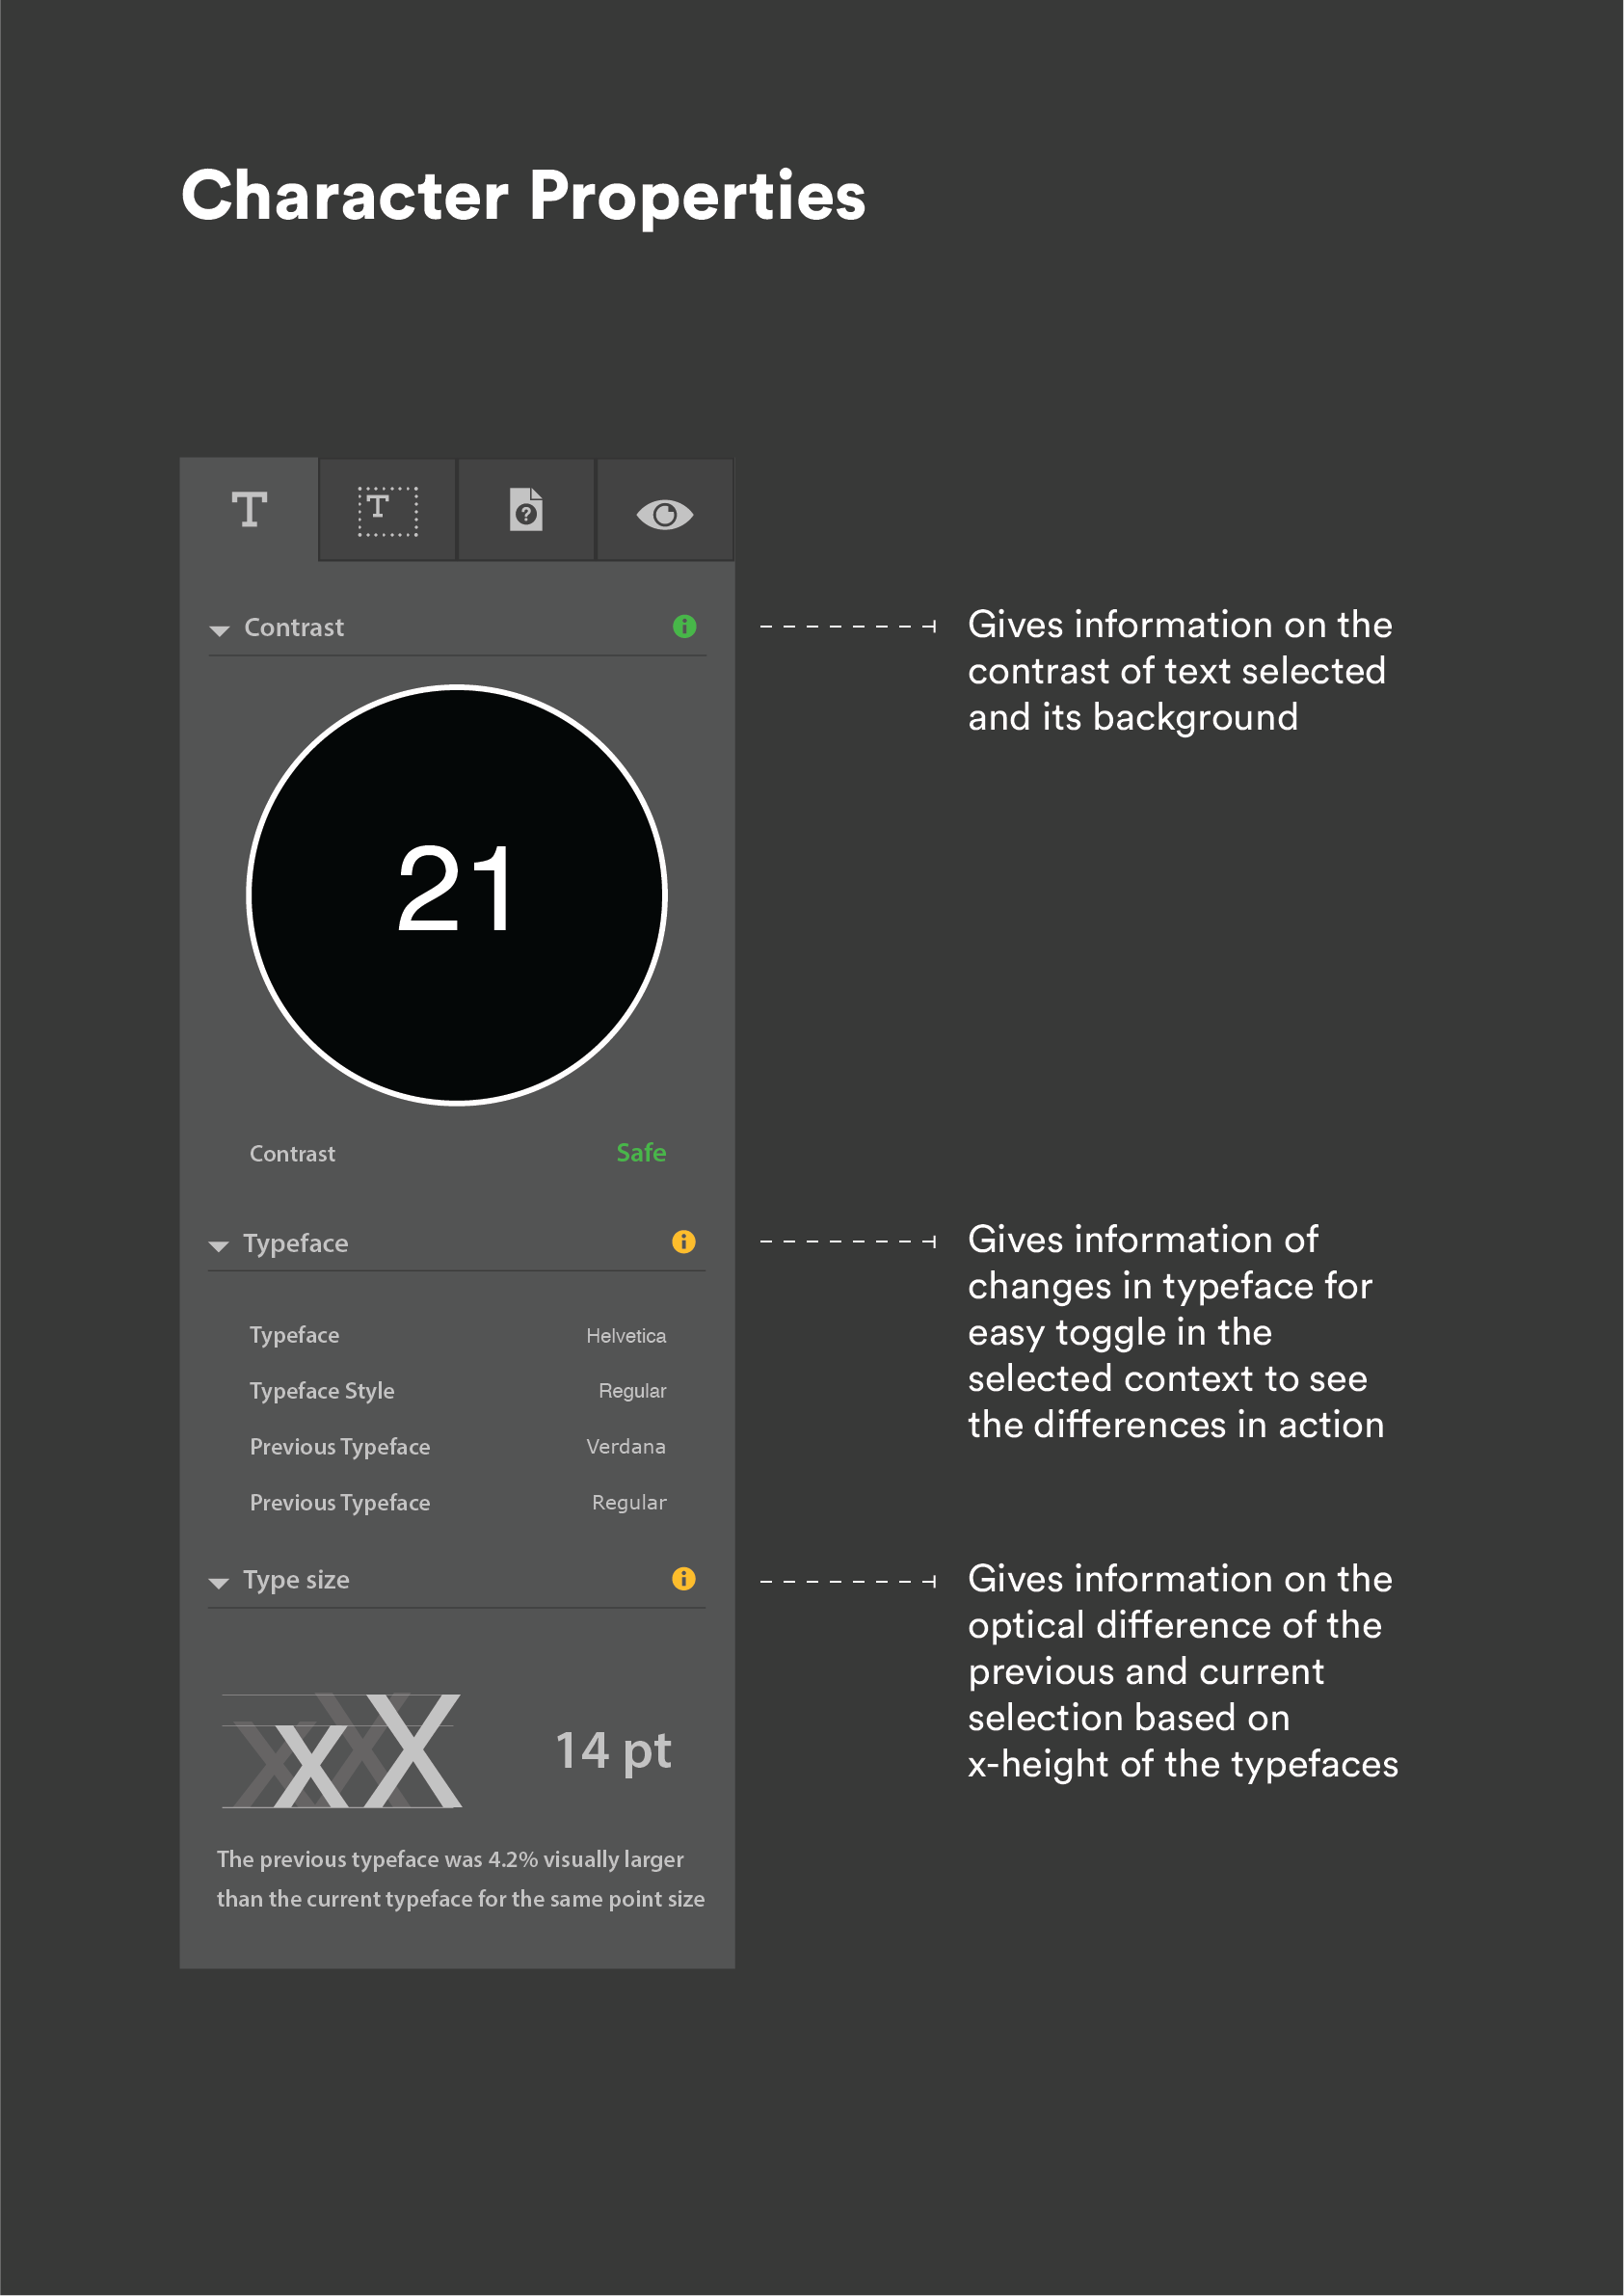 Character Properties
T
T
?
Contrast
i
Gives information on the
contrast of text selected
and its background
21
Contrast Safe
Typeface
i
Gives information of
changes in typeface for
easy toggle in the
selected context to see
the differences in action
Typeface Helvetica
Typeface Style Regular
Previous Typeface Verdana
Previous Typeface Regular
Type size
i
Gives information on the
optical difference of the
previous and current
selection based on
x-height of the typefaces
xX
14 pt
The previous typeface was 4.2% visually larger
than the current typeface for the same point size